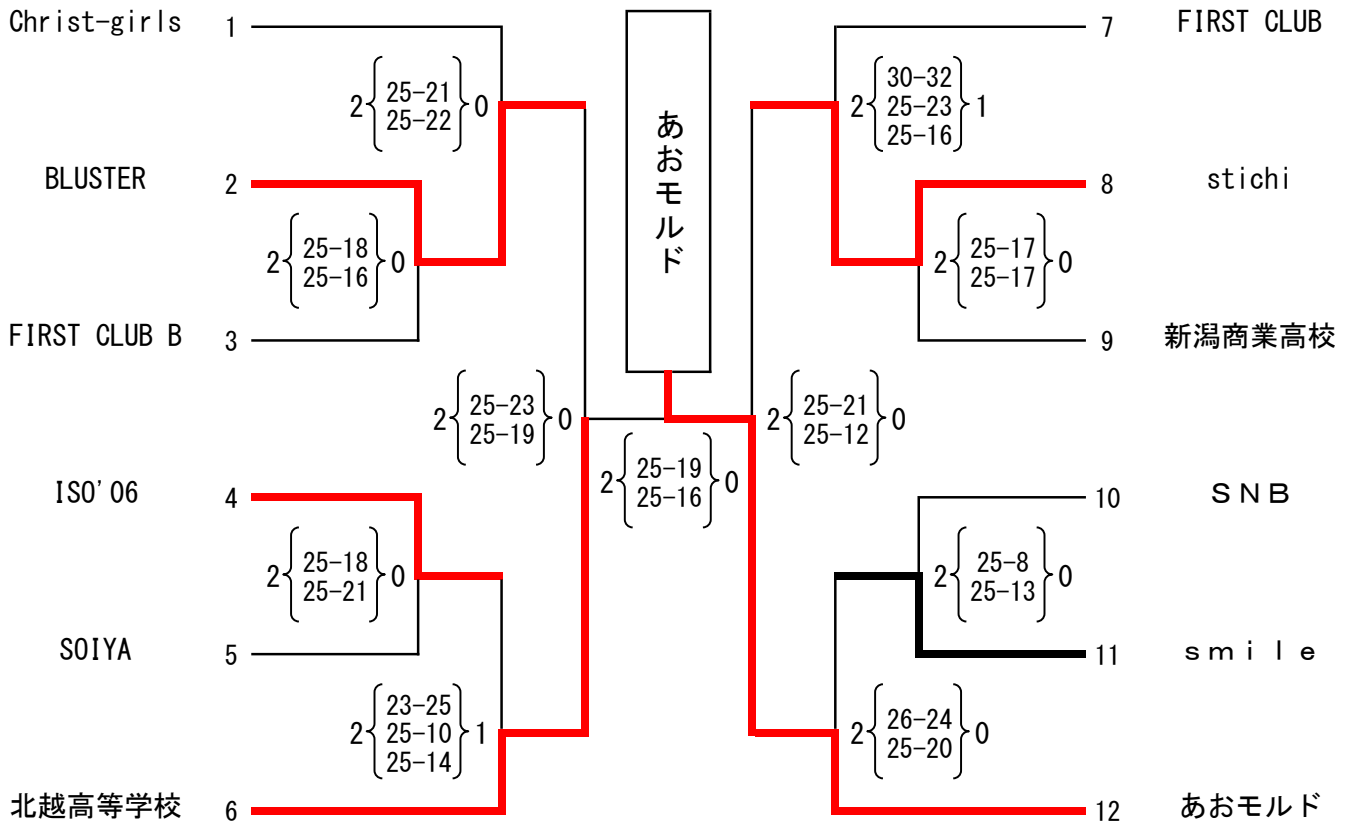 Christ-girls 1
2 25-21 0
25-22
BLUSTER 2
2 25-18 0
25-16
FIRST CLUB B 3
2 25-23 0
25-19
ISO'06 4
2 25-18 0
25-21
SOIYA 5
2 23-25 1
25-10
25-14
北越高等学校 6
あおモルド
2 25-19 0
25-16
7 FIRST CLUB
2 30-32 1
25-23
25-16
8 stichi
2 25-17 0
25-17
9 新潟商業高校
2 25-21 0
25-12
10 ＳＮＢ
2 25-8 0
25-13
11 ｓｍｉｌｅ
2 26-24 0
25-20
12 あおモルド